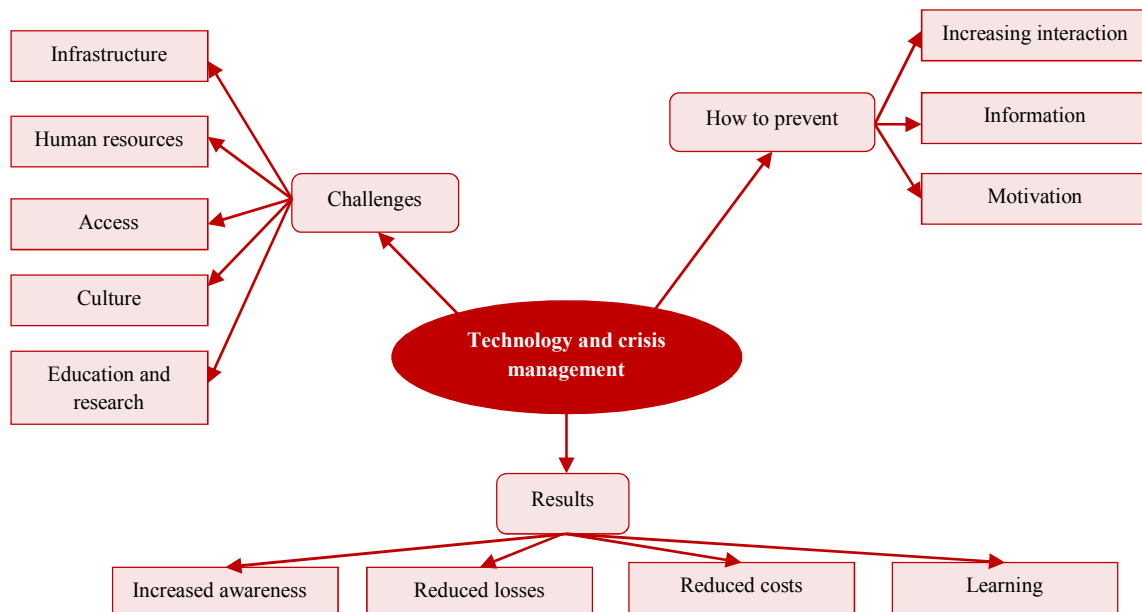 Infrastructure
Human resources
Access
Culture
Education and
research
Challenges
How to prevent
Increasing interaction
Information
Motivation
Technology and crisis
management
Results
Increased awareness
Reduced losses
Reduced costs
Learning